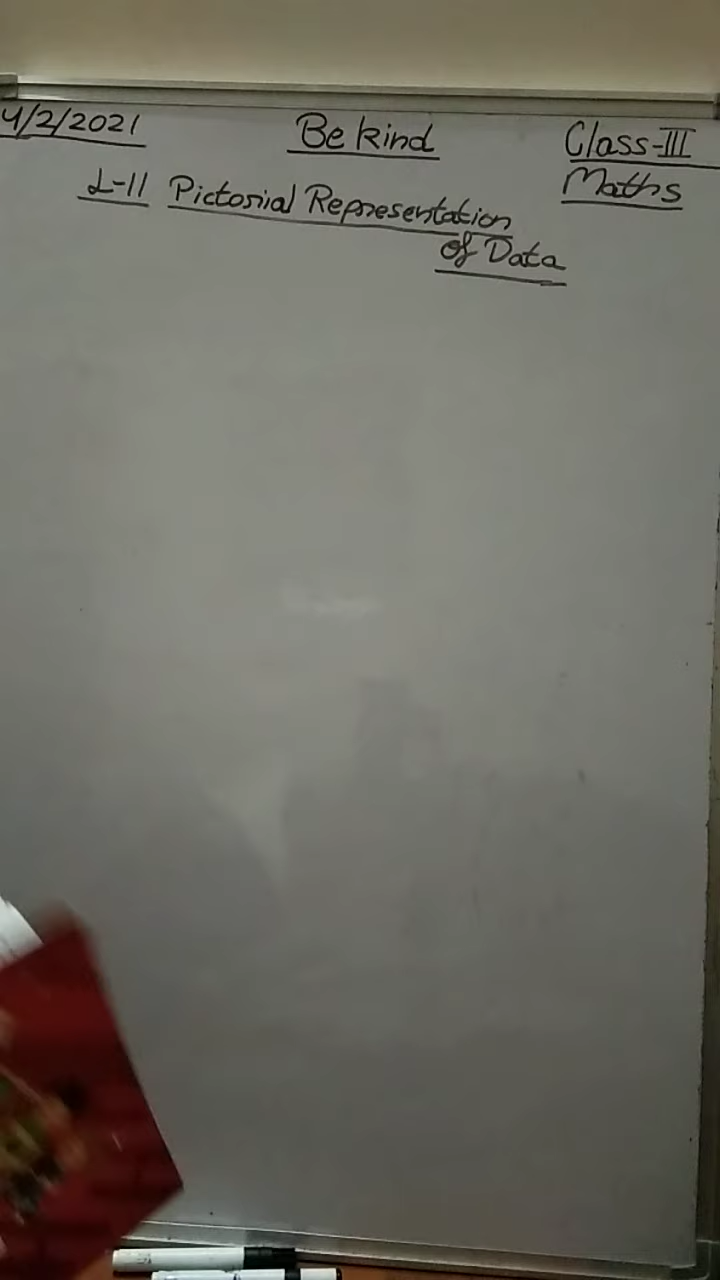 4/2/2021 Be kind Class-III
Maths
L-11 Pictorial Representation
of Data